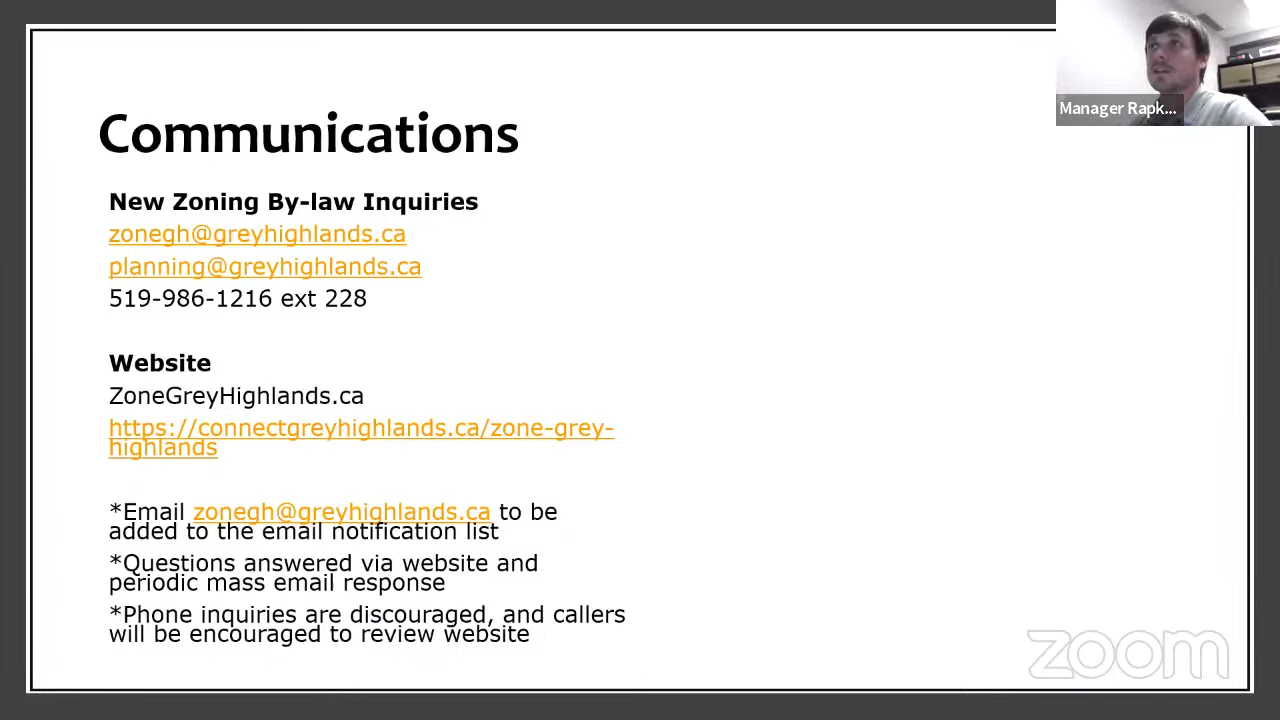 Manager Rapk...
Communications
New Zoning By-law Inquiries
zonegh@greyhighlands.ca
planning@greyhighlands.ca
519-986-1216 ext 228
Website
ZoneGreyHighlands.ca
https://connectgreyhighlands.ca/zone-grey-
highlands
*Email zonegh@greyhighlands.ca to be
added to the email notification list
*Questions answered via website and
periodic mass email response
*Phone inquiries are discouraged, and callers
will be encouraged to review website
zoom